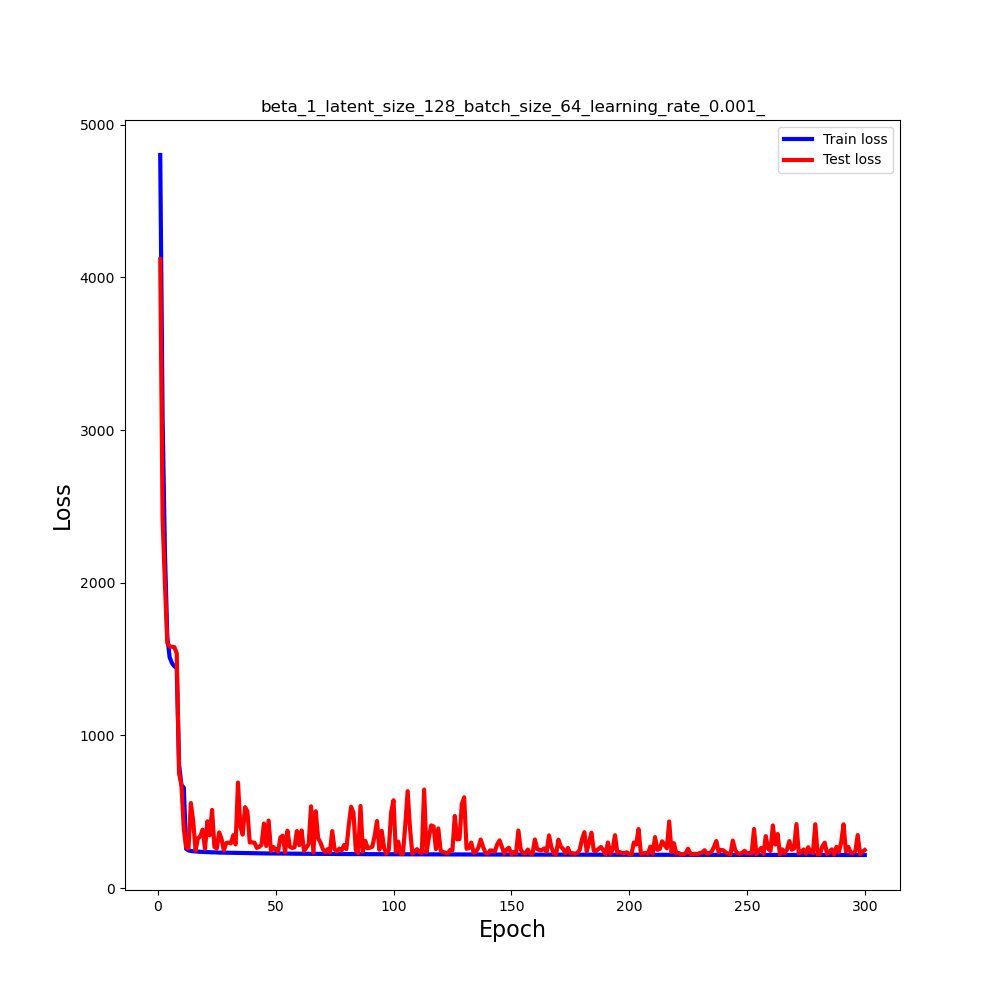 beta_1_latent_size_128_batch_size_64_learning_rate_0.001_
Train loss
Test loss
5000
4000
3000
2000
1000
0
Loss
0 50 100 150 200 250 300
Epoch